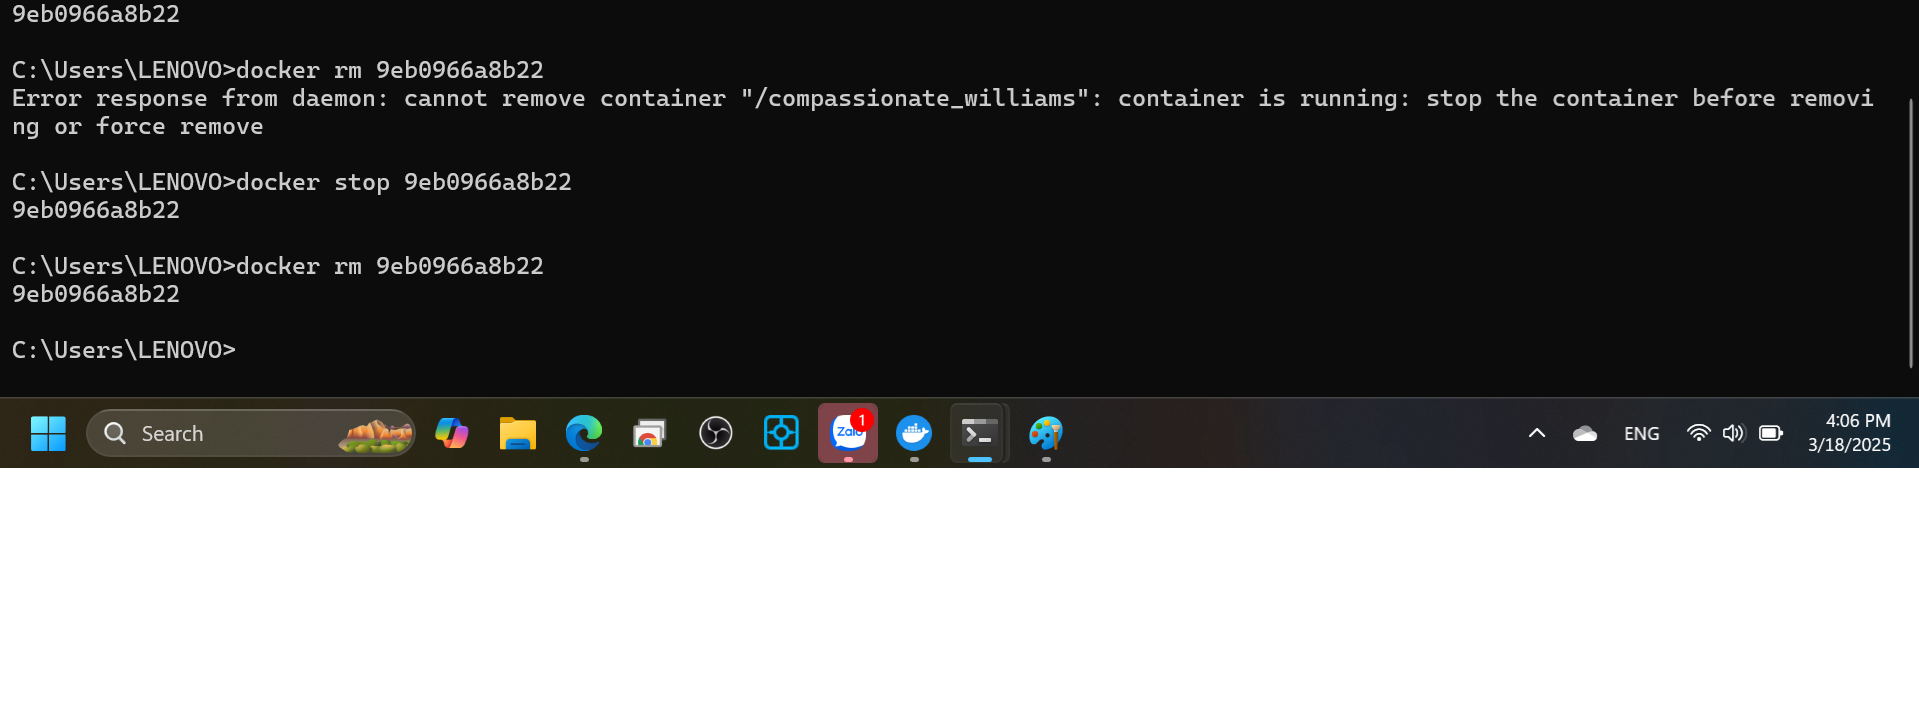 9eb0966a8b22
C:\Users\LENOVO>docker rm 9eb0966a8b22
Error response from daemon: cannot remove container "/compassionate_williams": container is running: stop the container before removi
ng or force remove
C:\Users\LENOVO>docker stop 9eb0966a8b22
9eb0966a8b22
C:\Users\LENOVO>docker rm 9eb0966a8b22
9eb0966a8b22
C:\Users\LENOVO>
Search
Zalo
1
ENG
4:06 PM
3/18/2025